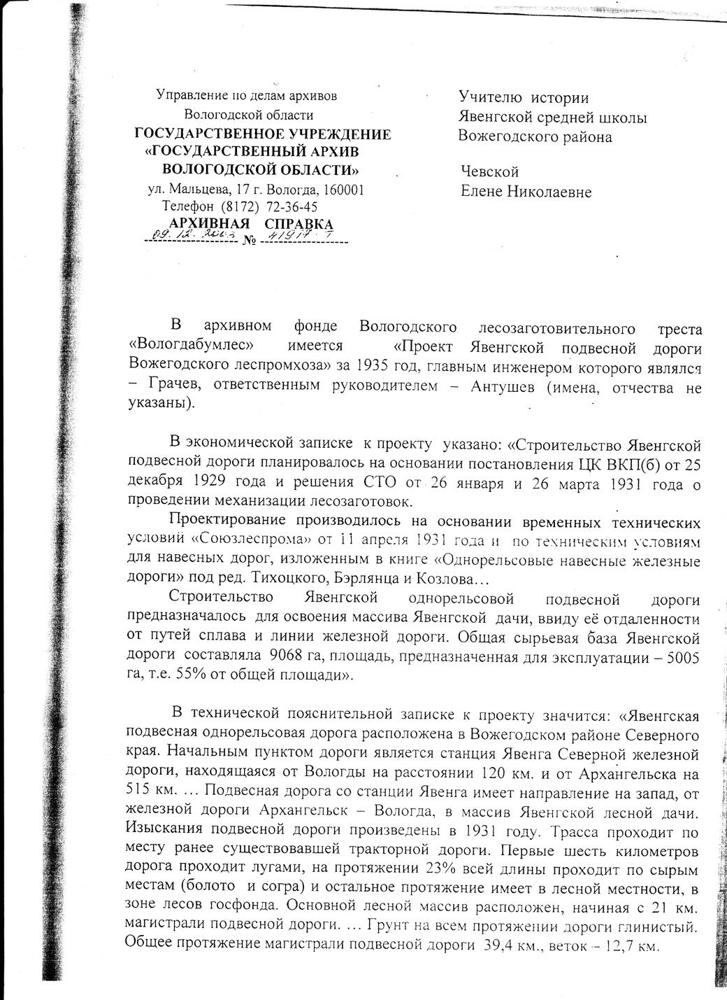 Управление по делам архивов
Вологодской области
ГОСУДАРСТВЕННОЕ УЧРЕЖДЕНИЕ
«ГОСУДАРСТВЕННЫЙ АРХИВ
ВОЛОГОДСКОЙ ОБЛАСТИ»
ул. Мальцева, 17 г. Вологда, 160001
Телефон (8172) 72-36-45
АРХИВНАЯ СПРАВКА
09.12. №
Учителю истории
Явенгской средней школы
Вожегодского района
Чевской
Елене Николаевне
В архивном фонде Вологодского лесозаготовительного треста
«Вологдабумлес» имеется «Проект Явенгской подвесной дороги
Вожегодского леспромхоза» за 1935 год, главным инженером которого являлся
– Грачев, ответственным руководителем – Антушев (имена, отчества не
указаны).
В экономической записке к проекту указано: «Строительство Явенгской
подвесной дороги планировалось на основании постановления ЦК ВКП(б) от 25
декабря 1929 года и решения СТО от 26 января и 26 марта 1931 года о
проведении механизации лесозаготовок.
Проектирование производилось на основании временных технических
условий «Союзлеспрома» от 11 апреля 1931 года и по техническим условиям
для навесных дорог, изложенным в книге «Однорельсовые навесные железные
дороги» под ред. Тихоцкого, Бэрлянца и Козлова…
Строительство Явенгской однорельсовой подвесной дороги
предназначалось для освоения массива Явенгской дачи, ввиду её отдаленности
от путей сплава и линии железной дороги. Общая сырьевая база Явенгской
дороги составляла 9068 га, площадь, предназначенная для эксплуатации – 5005
га, т.е. 55% от общей площади».
В технической пояснительной записке к проекту значится: «Явенгская
подвесная однорельсовая дорога расположена в Вожегодском районе Северного
края. Начальным пунктом дороги является станция Явенга Северной железной
дороги, находящаяся от Вологды на расстоянии 120 км. и от Архангельска на
515 км. … Подвесная дорога со станции Явенга имеет направление на запад, от
железной дороги Архангельск – Вологда, в массив Явенгской лесной дачи.
Изыскания подвесной дороги произведены в 1931 году. Трасса проходит по
месту ранее существовавшей тракторной дороги. Первые шесть километров
дорога проходит лугами, на протяжении 23% всей длины проходит по сырым
местам (болото и согра) и остальное протяжение имеет в лесной местности, в
зоне лесов госфонда. Основной лесной массив расположен, начиная с 21 км.
магистрали подвесной дороги. … Грунт на всем протяжении дороги глинистый.
Общее протяжение магистрали подвесной дороги 39,4 км., веток – 12,7 км.